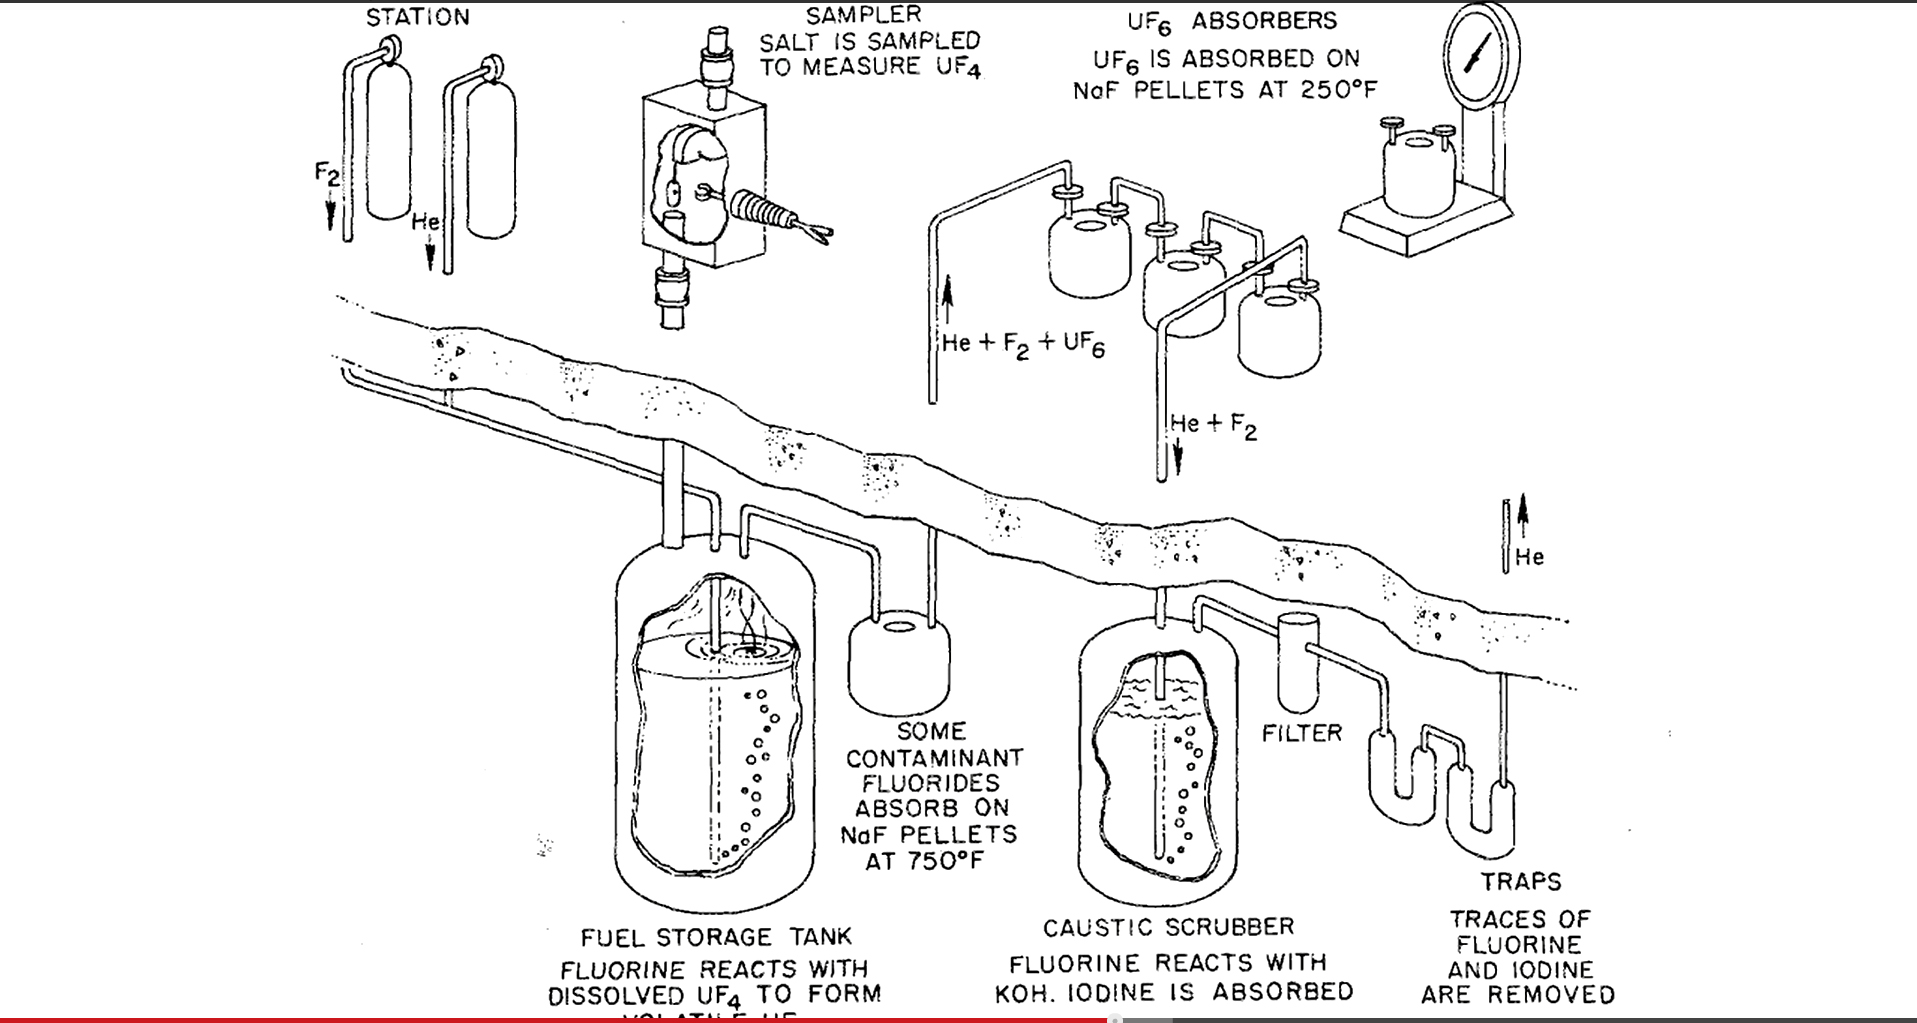 STATION
F₂
He
SAMPLER
SALT IS SAMPLED
TO MEASURE UF₄
UF₆ ABSORBERS
UF₆ IS ABSORBED ON
NaF PELLETS AT 250°F
He + F₂ + UF₆
He + F₂
He
SOME
CONTAMINANT
FLUORIDES
ABSORB ON
NaF PELLETS
AT 750°F
FILTER
FUEL STORAGE TANK
FLUORINE REACTS WITH
DISSOLVED UF₄ TO FORM
CAUSTIC SCRUBBER
FLUORINE REACTS WITH
KOH. IODINE IS ABSORBED
TRAPS
TRACES OF
FLUORINE
AND IODINE
ARE REMOVED